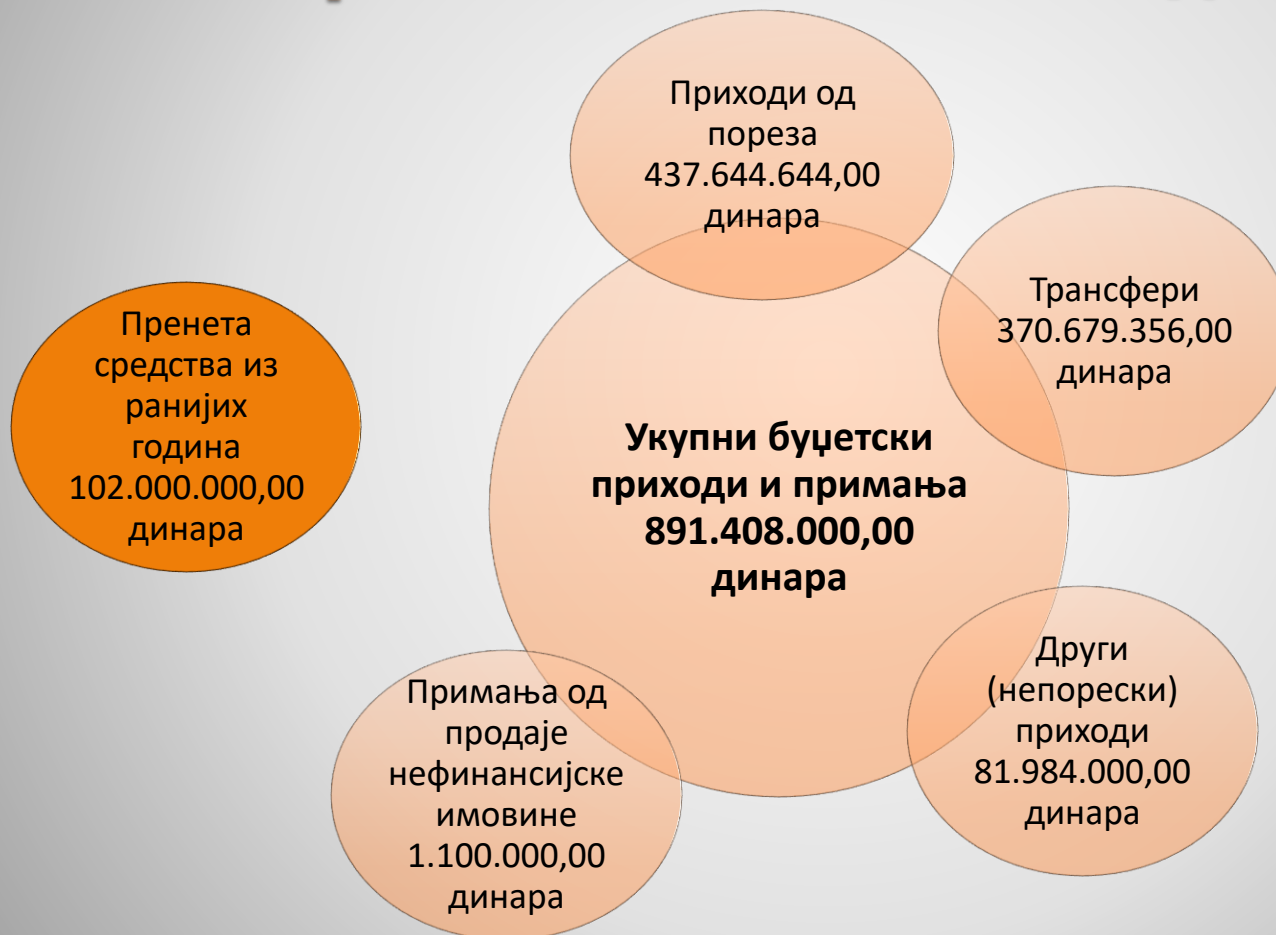 Приходи од
пореза
437.644.644,00
динара
Трансфери
370.679.356,00
динара
Пренета
средства из
ранијих
година
102.000.000,00
динара
Укупни буџетски
приходи и примања
891.408.000,00
динара
Други
(непорески)
приходи
81.984.000,00
динара
Примања од
продаје
нефинансијске
имовине
1.100.000,00
динара